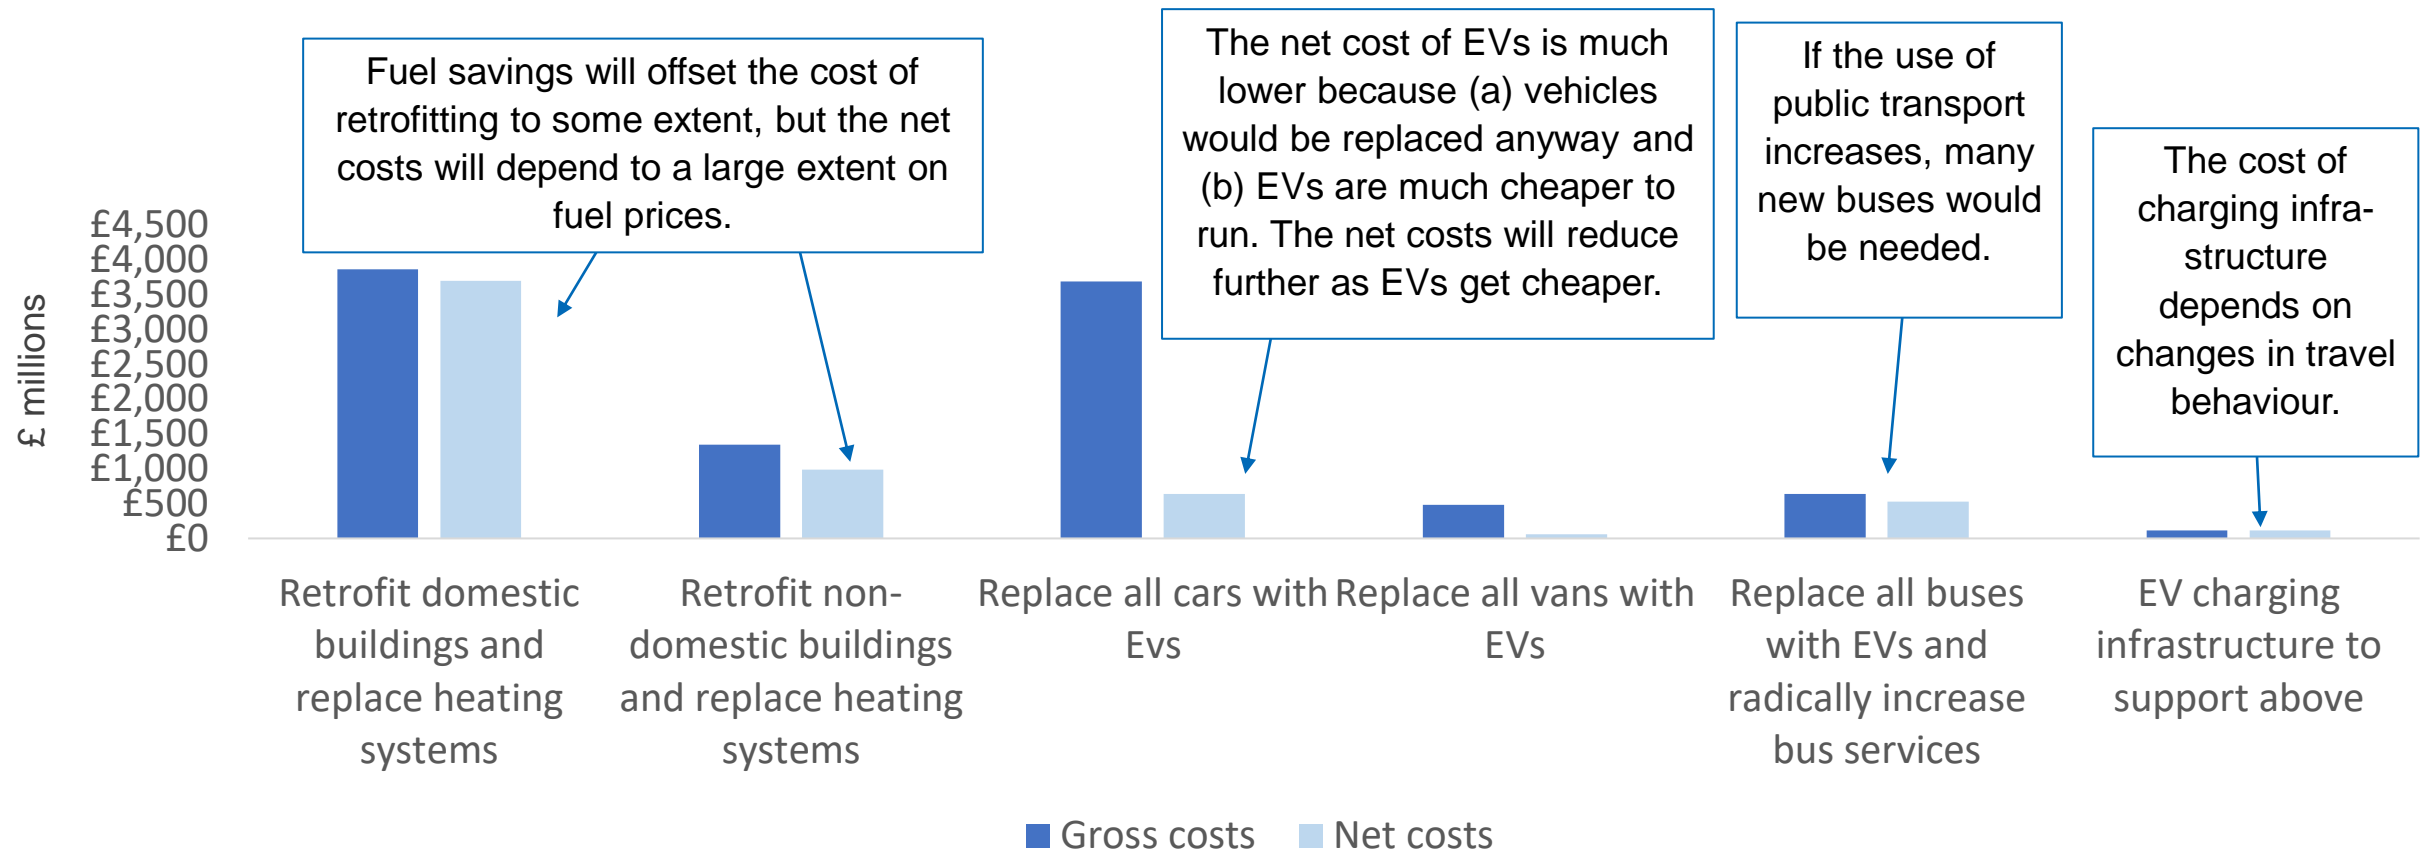 Fuel savings will offset the cost of
retrofitting to some extent, but the net
costs will depend to a large extent on
fuel prices.
The net cost of EVs is much
lower because (a) vehicles
would be replaced anyway and
(b) EVs are much cheaper to
run. The net costs will reduce
further as EVs get cheaper.
If the use of
public transport
increases, many
new buses would
be needed.
The cost of
charging infra-
structure
depends on
changes in travel
behaviour.
£ millions
£4,500
£4,000
£3,500
£3,000
£2,500
£2,000
£1,500
£1,000
£500
£0
Retrofit domestic
buildings and
replace heating
systems
Retrofit non-
domestic buildings
and replace heating
systems
Replace all cars with
Evs
Replace all vans with
EVs
Replace all buses
with EVs and
radically increase
bus services
EV charging
infrastructure to
support above
Gross costs
Net costs